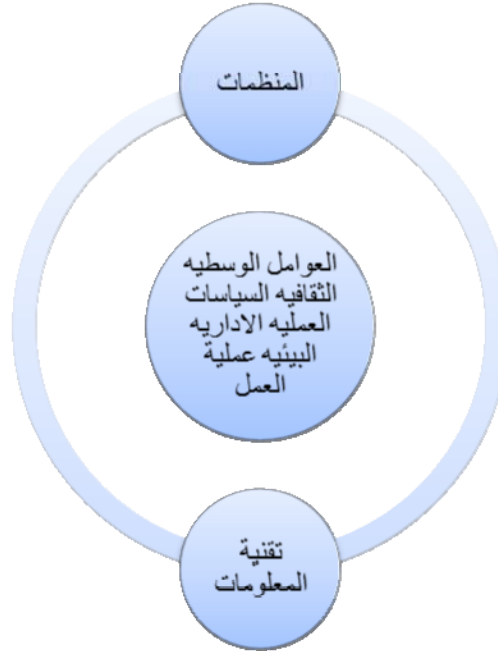 المنظمات
العوامل الوسطيه
الثقافيه السياسات
العمليه الاداريه
البيئيه عملية
العمل
تقنية
المعلومات